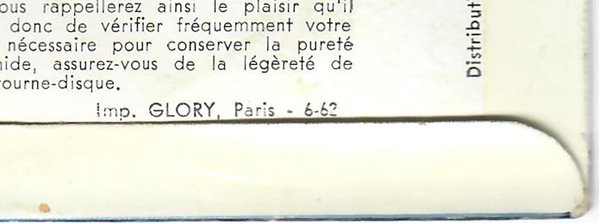 ous rappellerez ainsi le plaisir qu'il
donc de vérifier fréquemment votre
nécessaire pour conserver la pureté
ide, assurez-vous de la légèreté de
ourne-disque.
Imp. GLORY, Paris - 6-62
Distribut